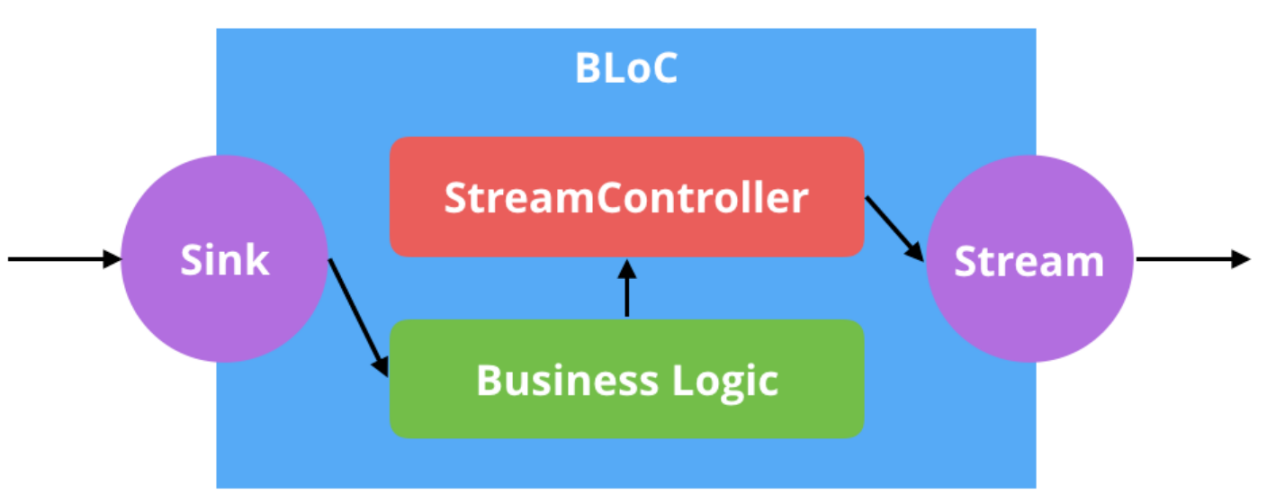 BLoC
StreamController
Sink
Stream
Business Logic